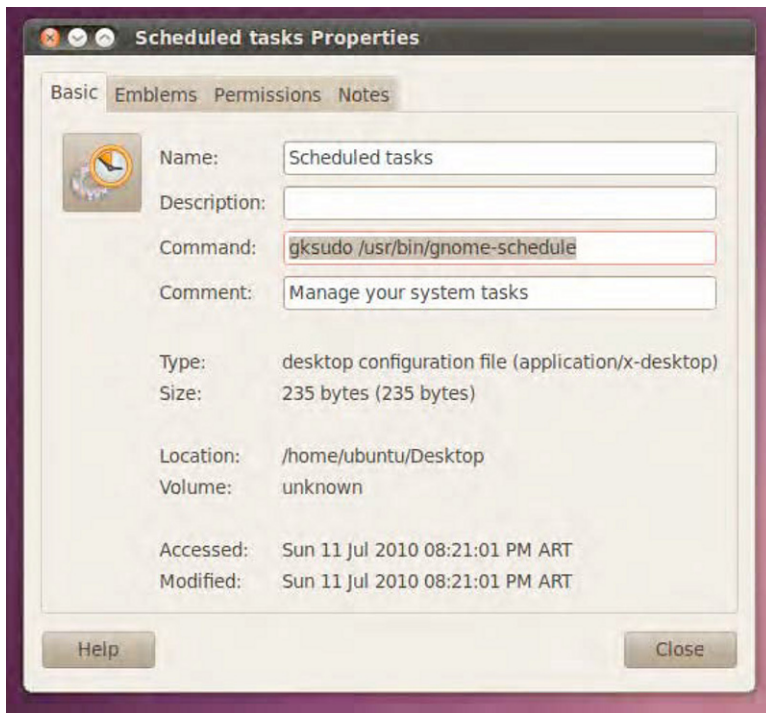 Scheduled tasks Properties
Basic Emblems Permissions Notes
Name: Scheduled tasks
Description:
Command: gksudo /usr/bin/gnome-schedule
Comment: Manage your system tasks
Type: desktop configuration file (application/x-desktop)
Size: 235 bytes (235 bytes)
Location: /home/ubuntu/Desktop
Volume: unknown
Accessed: Sun 11 Jul 2010 08:21:01 PM ART
Modified: Sun 11 Jul 2010 08:21:01 PM ART
Help Close